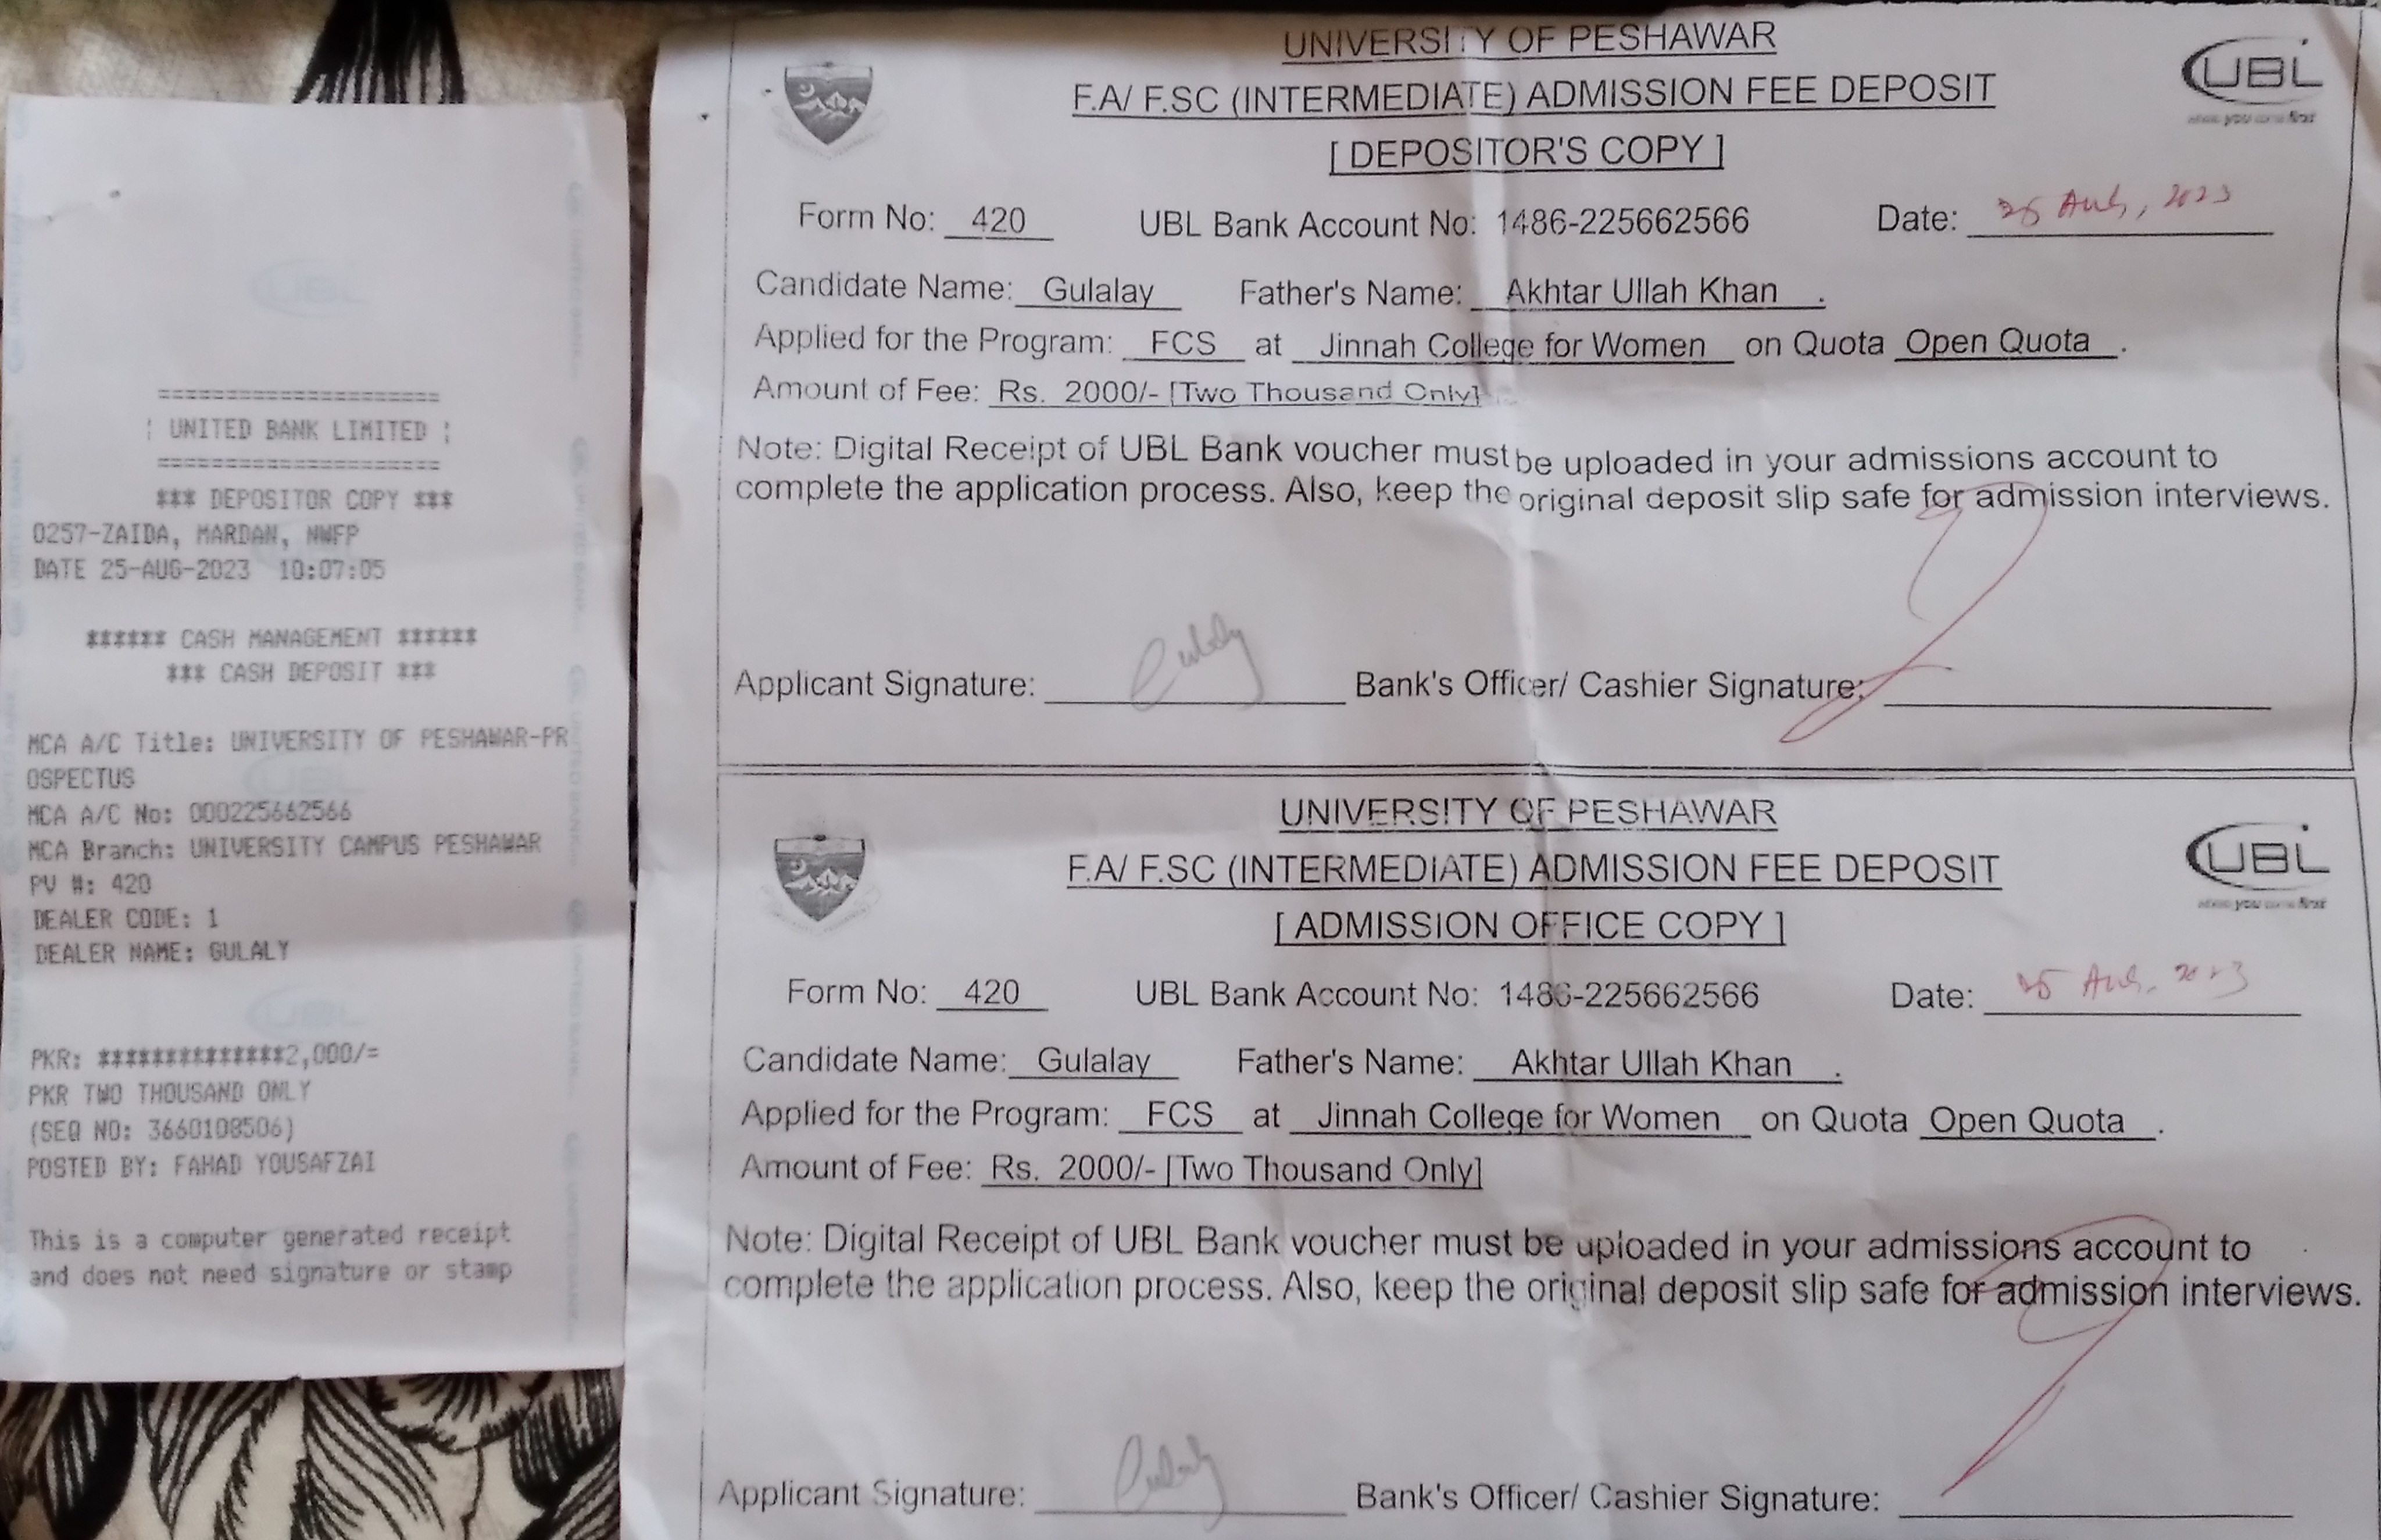 =====================
¦ UNITED BANK LIMITED ¦
=====================
*** DEPOSITOR COPY ***
0257-ZAIDA, MARDAN, NWFP
DATE 25-AUG-2023 10:07:05
****** CASH MANAGEMENT ******
*** CASH DEPOSIT ***
MCA A/C Title: UNIVERSITY OF PESHAWAR-PR
OSPECTUS
MCA A/C No: 000225662566
MCA Branch: UNIVERSITY CAMPUS PESHAWAR
PV #: 420
DEALER CODE: 1
DEALER NAME: GULALY
PKR: **************2,000/=
PKR TWO THOUSAND ONLY
(SEQ NO: 3660108506)
POSTED BY: FAHAD YOUSAFZAI
This is a computer generated receipt
and does not need signature or stamp
UNIVERSITY OF PESHAWAR
UBL
F.A/ F.SC (INTERMEDIATE) ADMISSION FEE DEPOSIT
where you come first
[ DEPOSITOR'S COPY ]
Form No: 420 UBL Bank Account No: 1486-225662566 Date: 25 Aug, 2023
Candidate Name: Gulalay Father's Name: Akhtar Ullah Khan .
Applied for the Program: FCS at Jinnah College for Women on Quota Open Quota .
Amount of Fee: Rs. 2000/- [Two Thousand Only]
Note: Digital Receipt of UBL Bank voucher must be uploaded in your admissions account to
complete the application process. Also, keep the original deposit slip safe for admission interviews.
Applicant Signature: Gulaly Bank's Officer/ Cashier Signature:
UNIVERSITY OF PESHAWAR
UBL
F.A/ F.SC (INTERMEDIATE) ADMISSION FEE DEPOSIT
where you come first
[ ADMISSION OFFICE COPY ]
Form No: 420 UBL Bank Account No: 1486-225662566 Date: 25 Aug, 2023
Candidate Name: Gulalay Father's Name: Akhtar Ullah Khan .
Applied for the Program: FCS at Jinnah College for Women on Quota Open Quota .
Amount of Fee: Rs. 2000/- [Two Thousand Only]
Note: Digital Receipt of UBL Bank voucher must be uploaded in your admissions account to
complete the application process. Also, keep the original deposit slip safe for admission interviews.
Applicant Signature: Gulaly Bank's Officer/ Cashier Signature: